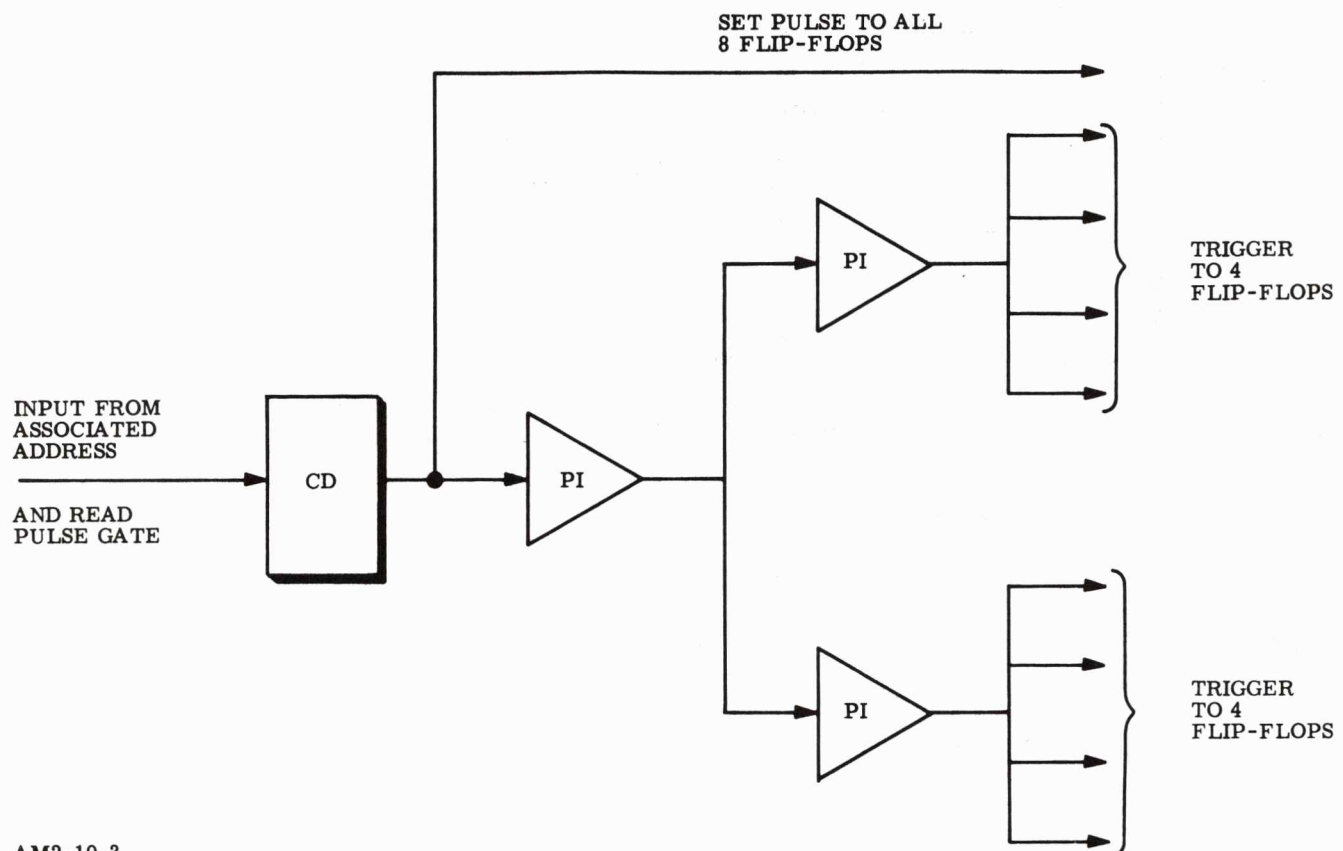 SET PULSE TO ALL
8 FLIP-FLOPS
PI
TRIGGER
TO 4
FLIP-FLOPS
INPUT FROM
ASSOCIATED
ADDRESS
CD
PI
AND READ
PULSE GATE
PI
TRIGGER
TO 4
FLIP-FLOPS